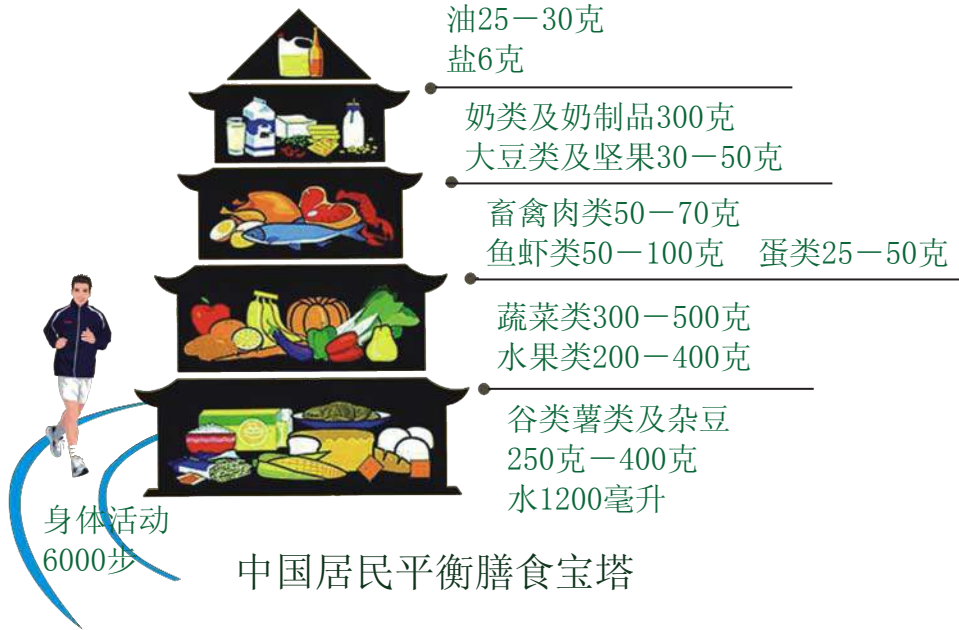 油25－30克
盐6克
奶类及奶制品300克
大豆类及坚果30－50克
畜禽肉类50－70克
鱼虾类50－100克　蛋类25－50克
蔬菜类300－500克
水果类200－400克
谷类薯类及杂豆
250克－400克
水1200毫升
身体活动
6000步
中国居民平衡膳食宝塔